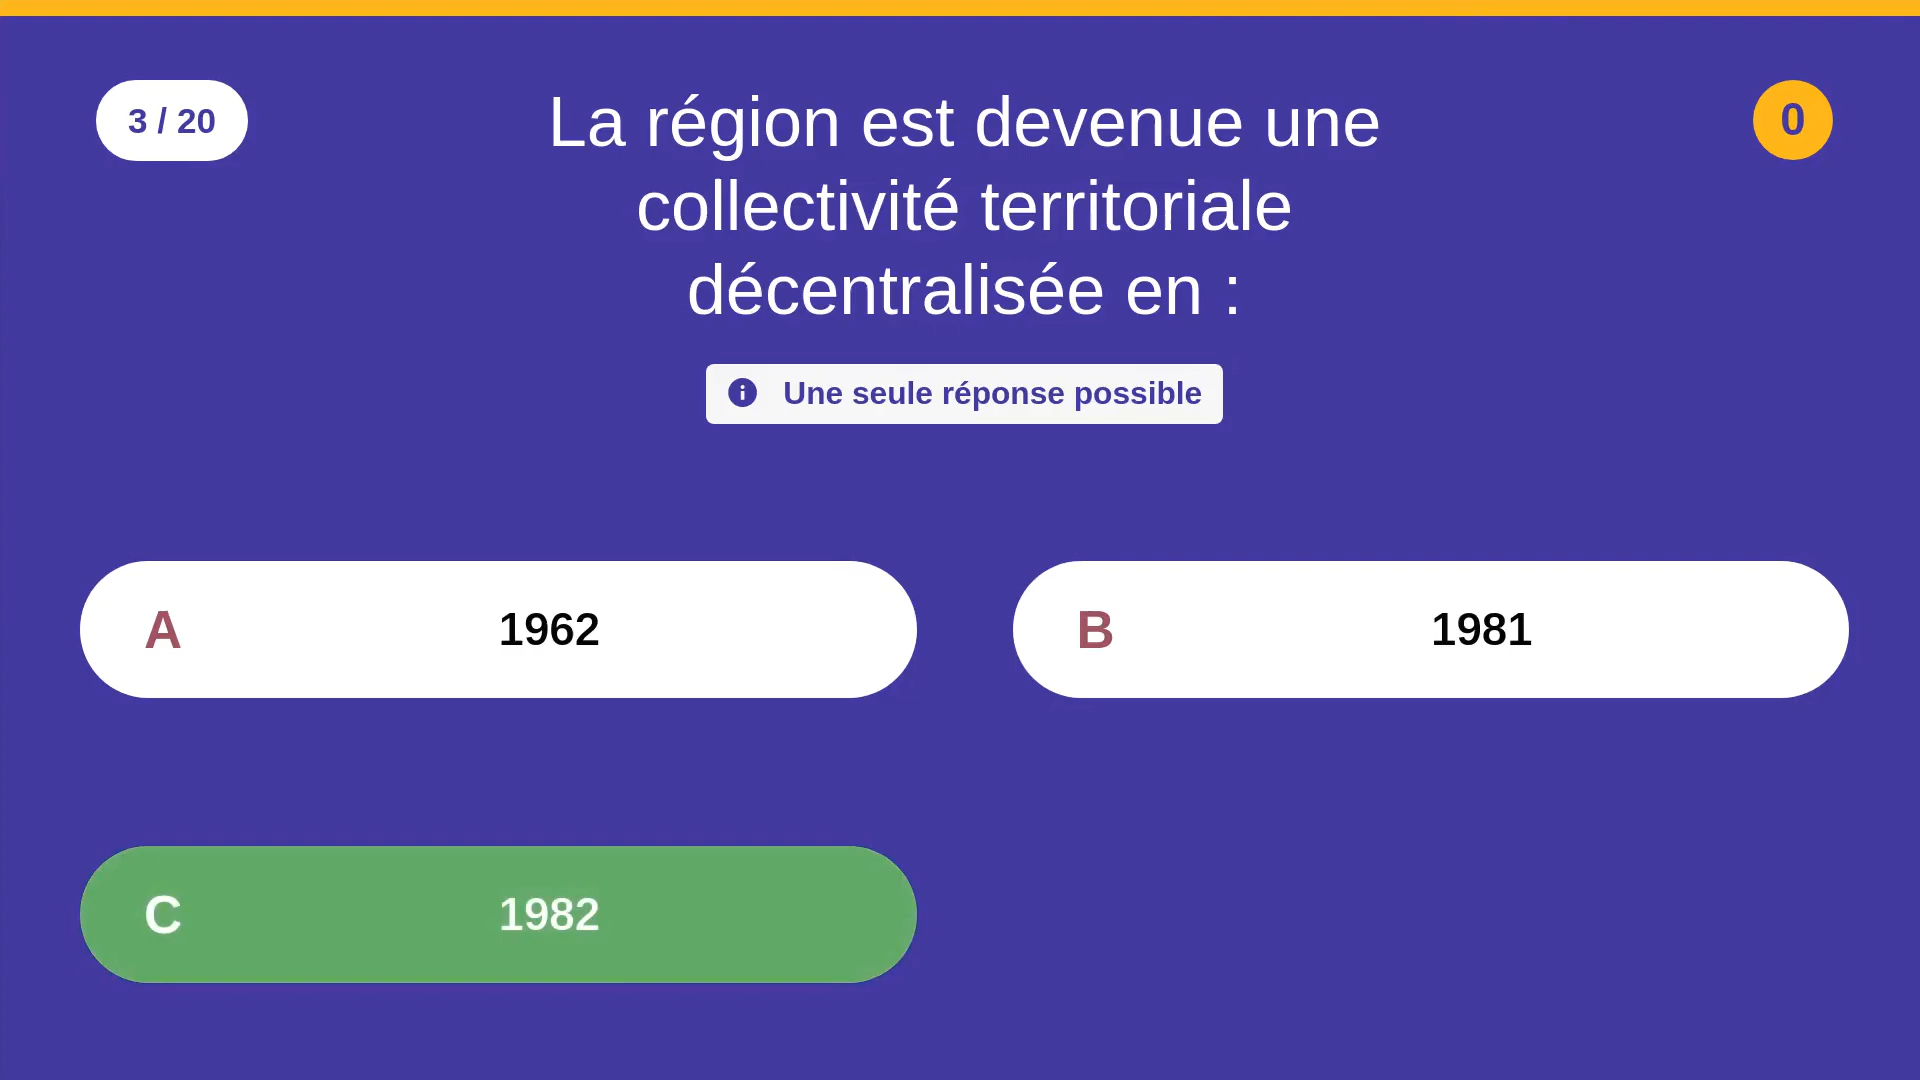 3 / 20
La région est devenue une
collectivité territoriale
décentralisée en :
0
Une seule réponse possible
A 1962
B 1981
C 1982